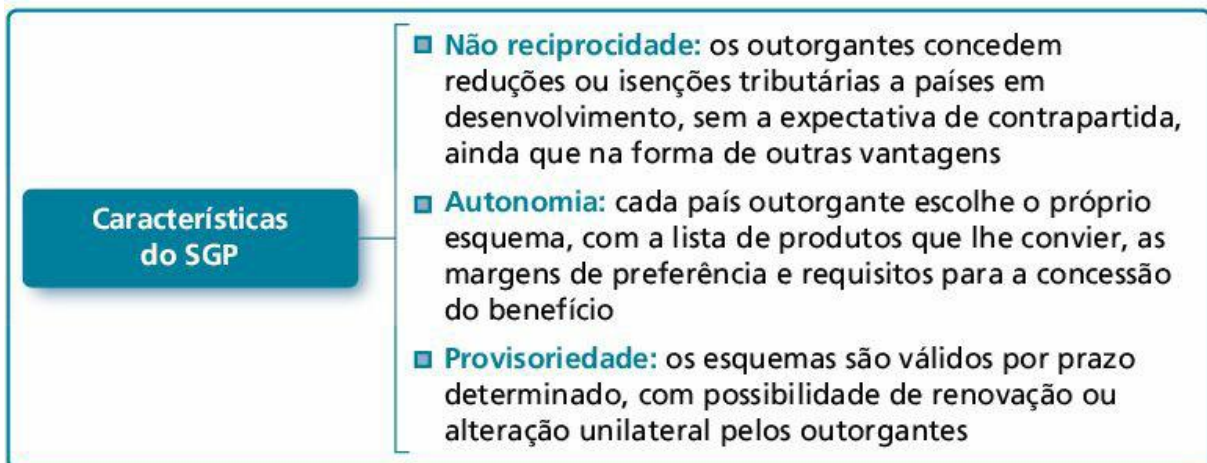 Características
do SGP
Não reciprocidade: os outorgantes concedem
reduções ou isenções tributárias a países em
desenvolvimento, sem a expectativa de contrapartida,
ainda que na forma de outras vantagens
Autonomia: cada país outorgante escolhe o próprio
esquema, com a lista de produtos que lhe convier, as
margens de preferência e requisitos para a concessão
do benefício
Provisoriedade: os esquemas são válidos por prazo
determinado, com possibilidade de renovação ou
alteração unilateral pelos outorgantes